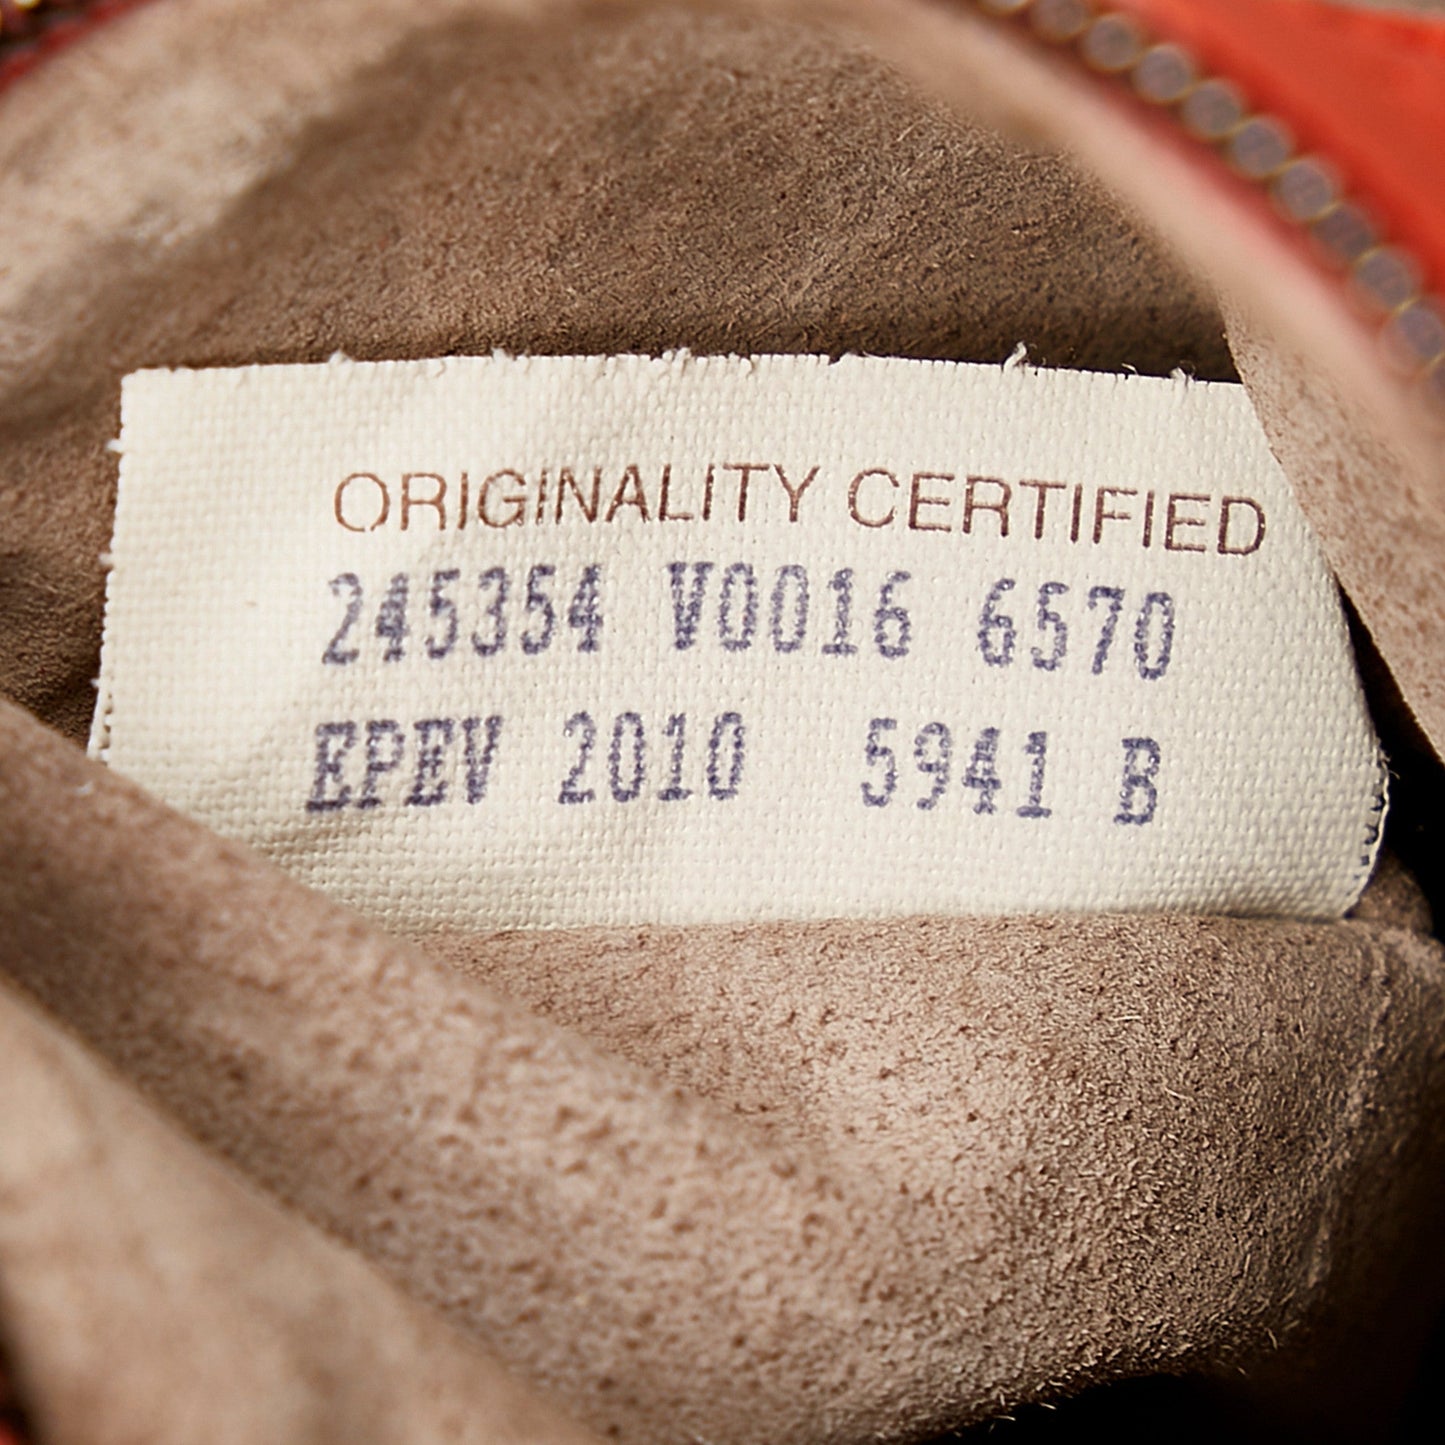 ORIGINALITY CERTIFIED
245354 V0016 6570
EPEV 2010 5941 B